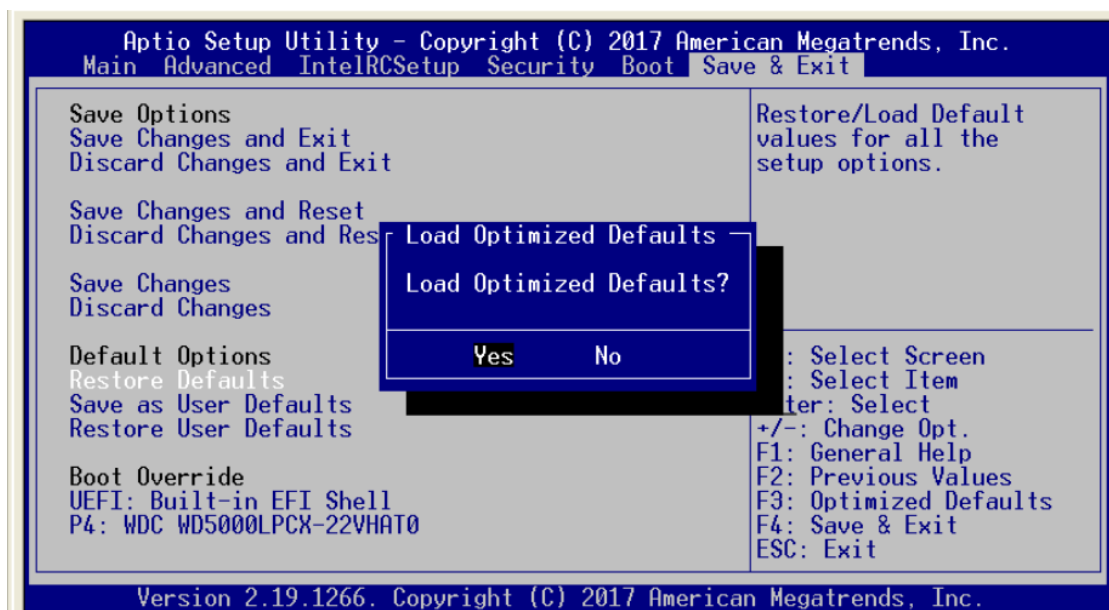 Aptio Setup Utility – Copyright (C) 2017 American Megatrends, Inc.
Main Advanced IntelRCSetup Security Boot Save & Exit
Save Options
Save Changes and Exit
Discard Changes and Exit
Save Changes and Reset
Discard Changes and Res
Save Changes
Discard Changes
Default Options
Restore Defaults
Save as User Defaults
Restore User Defaults
Boot Override
UEFI: Built-in EFI Shell
P4: WDC WD5000LPCX-22VHAT0
Load Optimized Defaults
Load Optimized Defaults?
Yes No
Restore/Load Default
values for all the
setup options.
: Select Screen
: Select Item
ter: Select
+/-: Change Opt.
F1: General Help
F2: Previous Values
F3: Optimized Defaults
F4: Save & Exit
ESC: Exit
Version 2.19.1266. Copyright (C) 2017 American Megatrends, Inc.